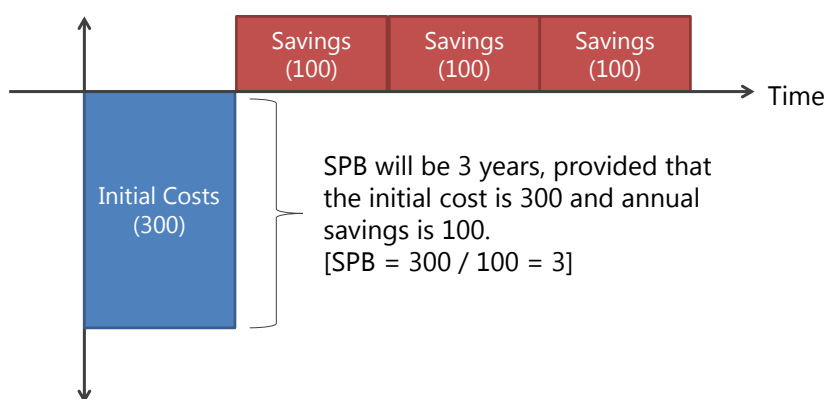 Savings
(100)
Savings
(100)
Savings
(100)
Time
Initial Costs
(300)
SPB will be 3 years, provided that
the initial cost is 300 and annual
savings is 100.
[SPB = 300 / 100 = 3]